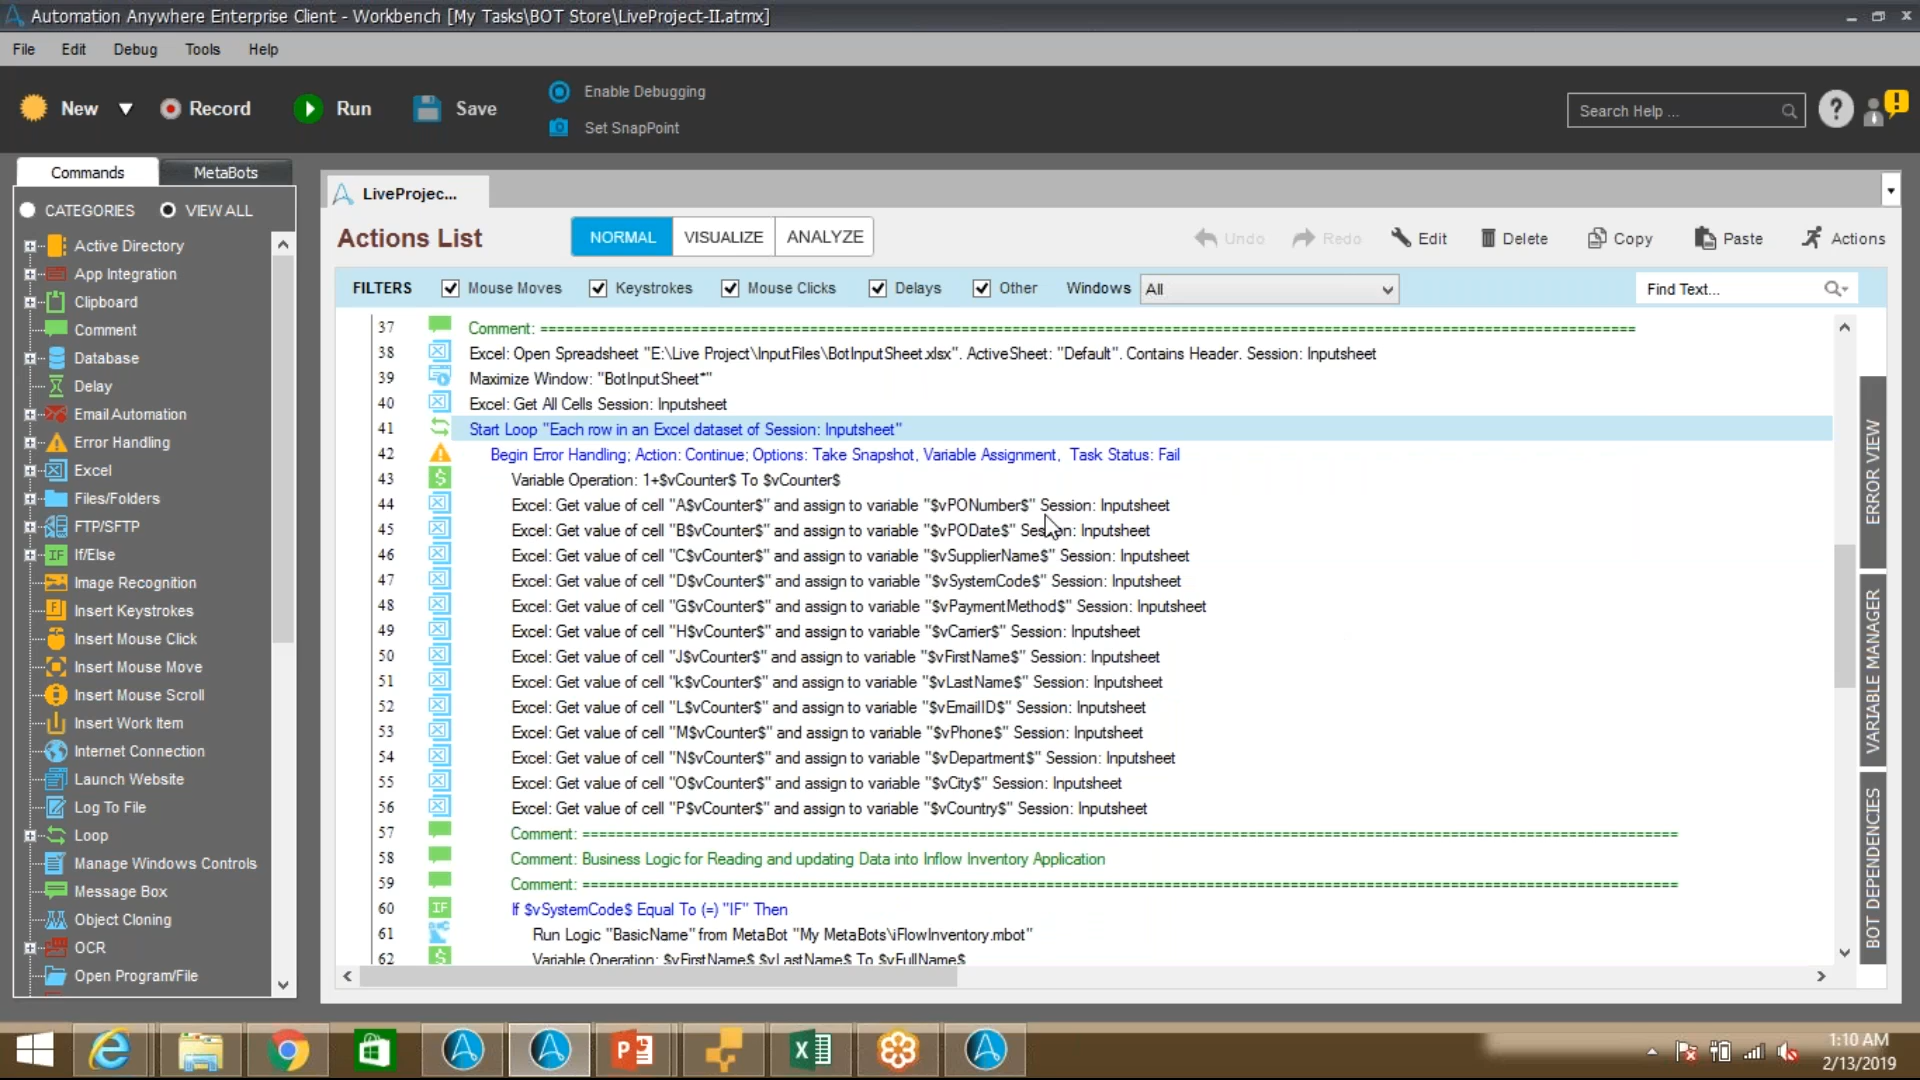 Automation Anywhere Enterprise Client - Workbench [My Tasks\BOT Store\LiveProject-II.atmx]
File Edit Debug Tools Help
New Record Run Save
Enable Debugging
Set SnapPoint
Search Help ...
Commands MetaBots
CATEGORIES VIEW ALL
Active Directory
App Integration
Clipboard
Comment
Database
Delay
Email Automation
Error Handling
Excel
Files/Folders
FTP/SFTP
If/Else
Image Recognition
Insert Keystrokes
Insert Mouse Click
Insert Mouse Move
Insert Mouse Scroll
Insert Work Item
Internet Connection
Launch Website
Log To File
Loop
Manage Windows Controls
Message Box
Object Cloning
OCR
Open Program/File
LiveProjec...
Actions List NORMAL VISUALIZE ANALYZE Undo Redo Edit Delete Copy Paste Actions
FILTERS Mouse Moves Keystrokes Mouse Clicks Delays Other Windows All Find Text...
37 Comment: ==========================================================================================
38 Excel: Open Spreadsheet "E:\Live Project\InputFiles\BotInputSheet.xlsx". ActiveSheet: "Default". Contains Header. Session: Inputsheet
39 Maximize Window: "BotInputSheet*"
40 Excel: Get All Cells Session: Inputsheet
41 Start Loop "Each row in an Excel dataset of Session: Inputsheet"
42 Begin Error Handling; Action: Continue; Options: Take Snapshot, Variable Assignment,  Task Status: Fail
43 Variable Operation: 1+$vCounter$ To $vCounter$
44 Excel: Get value of cell "A$vCounter$" and assign to variable "$vPONumber$" Session: Inputsheet
45 Excel: Get value of cell "B$vCounter$" and assign to variable "$vPODate$" Session: Inputsheet
46 Excel: Get value of cell "C$vCounter$" and assign to variable "$vSupplierName$" Session: Inputsheet
47 Excel: Get value of cell "D$vCounter$" and assign to variable "$vSystemCode$" Session: Inputsheet
48 Excel: Get value of cell "G$vCounter$" and assign to variable "$vPaymentMethod$" Session: Inputsheet
49 Excel: Get value of cell "H$vCounter$" and assign to variable "$vCarrier$" Session: Inputsheet
50 Excel: Get value of cell "J$vCounter$" and assign to variable "$vFirstName$" Session: Inputsheet
51 Excel: Get value of cell "k$vCounter$" and assign to variable "$vLastName$" Session: Inputsheet
52 Excel: Get value of cell "L$vCounter$" and assign to variable "$vEmailID$" Session: Inputsheet
53 Excel: Get value of cell "M$vCounter$" and assign to variable "$vPhone$" Session: Inputsheet
54 Excel: Get value of cell "N$vCounter$" and assign to variable "$vDepartment$" Session: Inputsheet
55 Excel: Get value of cell "O$vCounter$" and assign to variable "$vCity$" Session: Inputsheet
56 Excel: Get value of cell "P$vCounter$" and assign to variable "$vCountry$" Session: Inputsheet
57 Comment: ==========================================================================================
58 Comment: Business Logic for Reading and updating Data into Inflow Inventory Application
59 Comment: ==========================================================================================
60 If $vSystemCode$ Equal To (=) "IF" Then
61 Run Logic "BasicName" from MetaBot "My MetaBots\iFlowInventory.mbot"
62 Variable Operation: $vFirstName$ $vLastName$ To $vFullName$
ERROR VIEW
VARIABLE MANAGER
BOT DEPENDENCIES
1:10 AM
2/13/2019